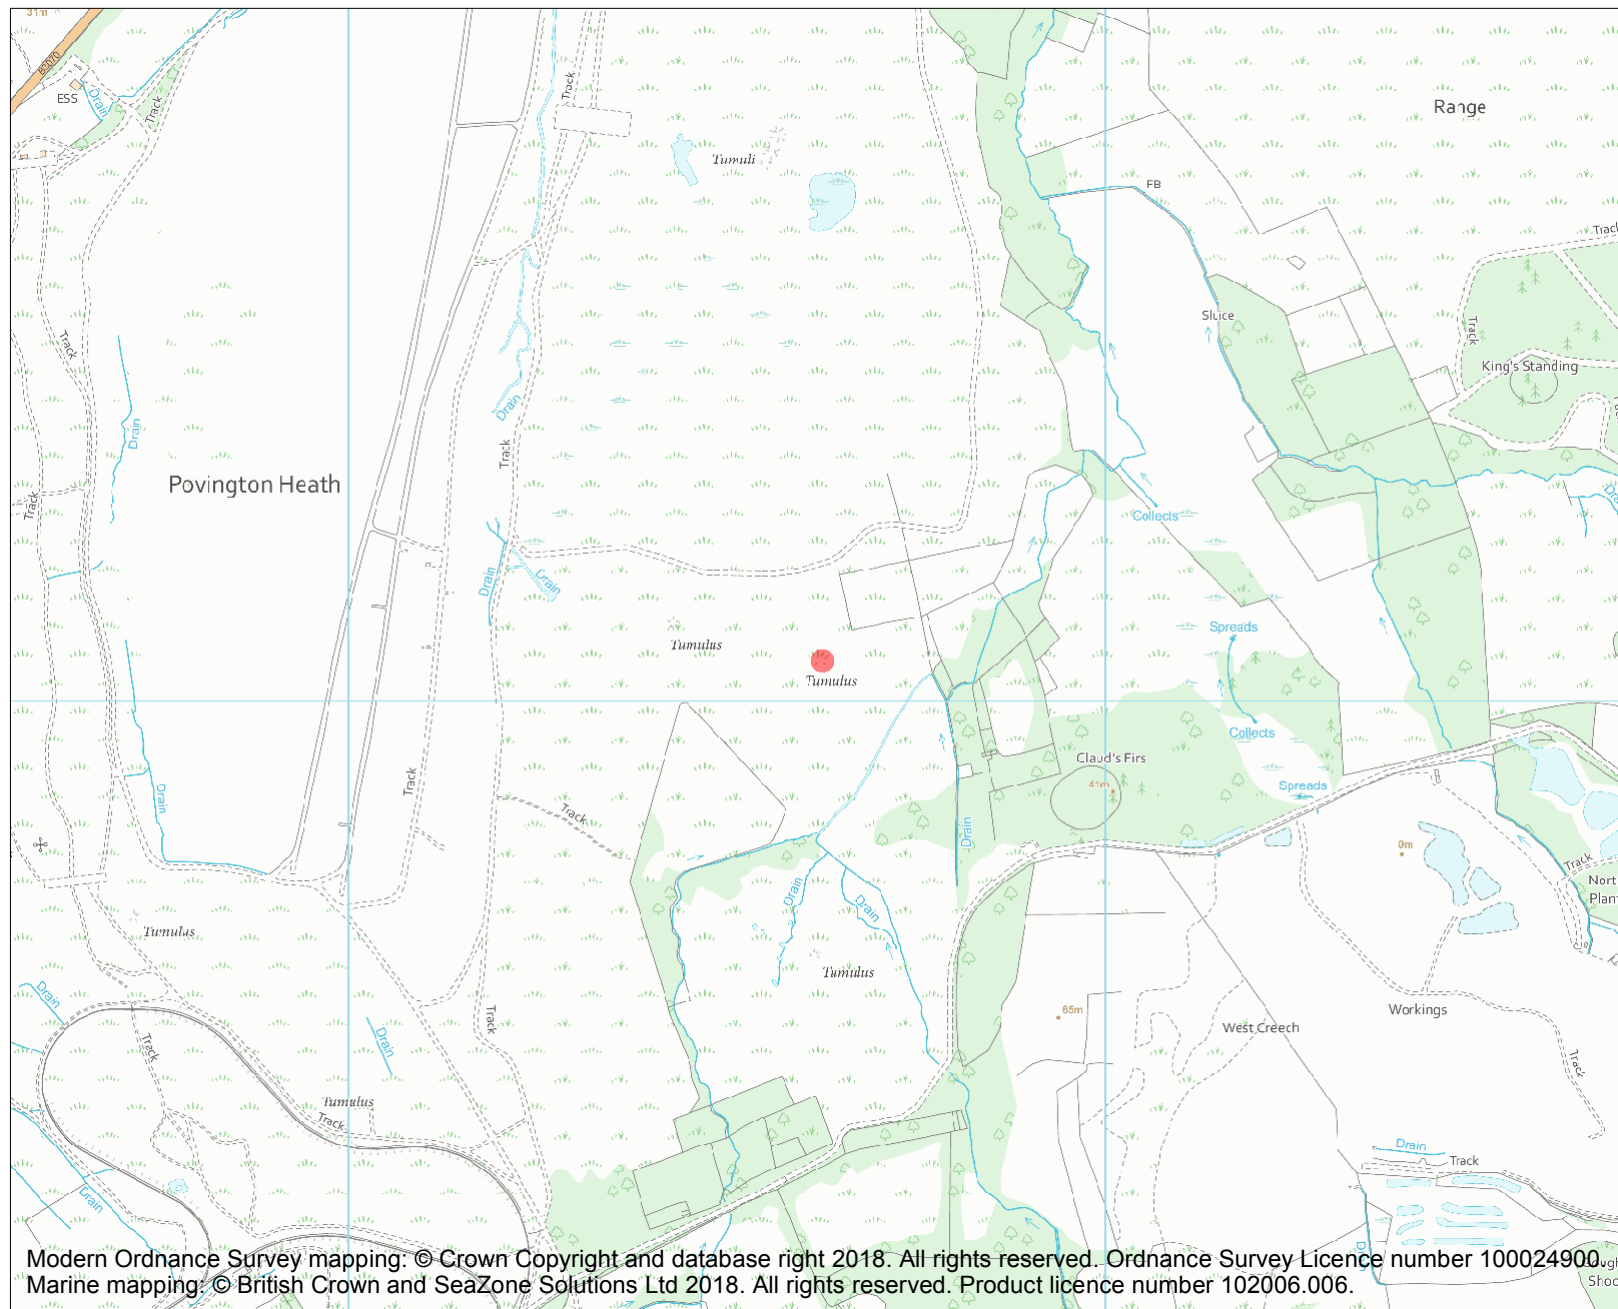 31m
B3070
ESS
Drain
Track
Track
Tumuli
Range
FB
Track
Sluice
Track
King's Standing
Track
Drain
Drain
Track
Povington Heath
Track
Collects
Drain
Drain
Spreads
Tumulus
Tumulus
Collects
Claud's Firs
41m
Spreads
Track
Drain
Track
Drain
0m
Track
Drain
Drain
Tumulus
Tumulus
Drain
65m
Workings
West Creech
Track
Drain
Track
Track
Tumulus
Track
Drain
Track
Drain
Drain
Modern Ordnance Survey mapping: © Crown Copyright and database right 2018. All rights reserved. Ordnance Survey Licence number 100024900.
Marine mapping: © British Crown and SeaZone Solutions Ltd 2018. All rights reserved. Product licence number 102006.006.